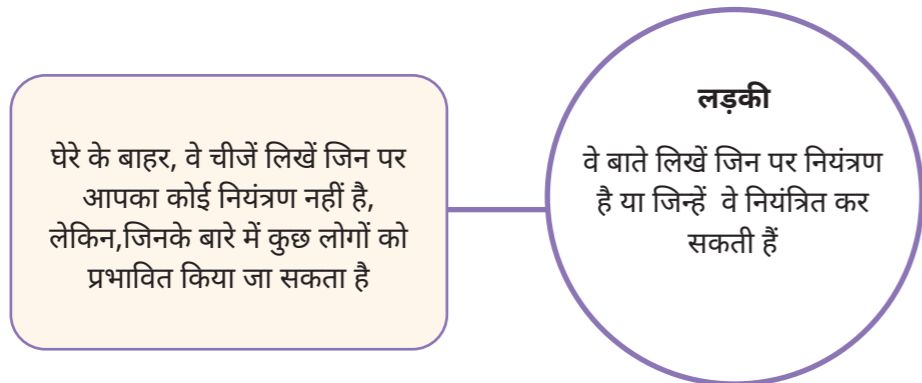 घेरे के बाहर, वे चीजें लिखें जिन पर
आपका कोई नियंत्रण नहीं है,
लेकिन,जिनके बारे में कुछ लोगों को
प्रभावित किया जा सकता है
लड़की
वे बाते लिखें जिन पर नियंत्रण
है या जिन्हें वे नियंत्रित कर
सकती हैं